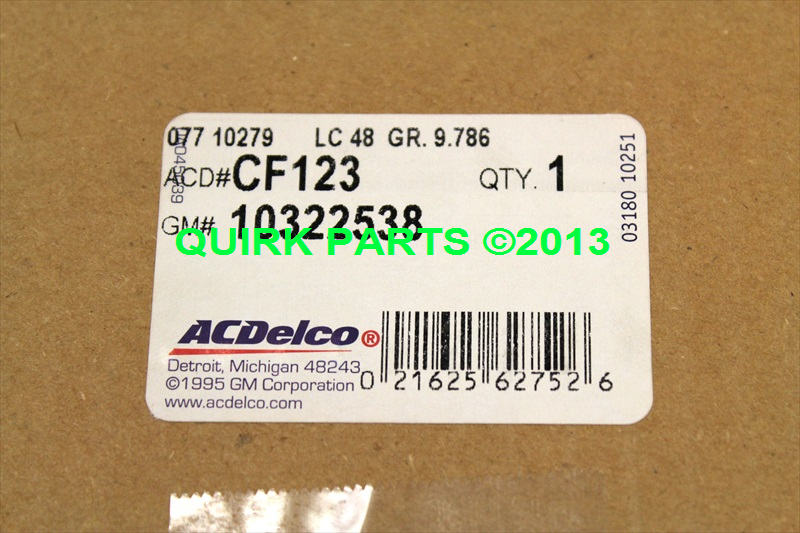 077 10279 LC 48 GR. 9.786
ACD# CF123 QTY. 1
GM# 10322538
QUIRK PARTS ©2013
03180 10251
ACDelco®
Detroit, Michigan 48243
©1995 GM Corporation
www.acdelco.com
0 21625 62752 6